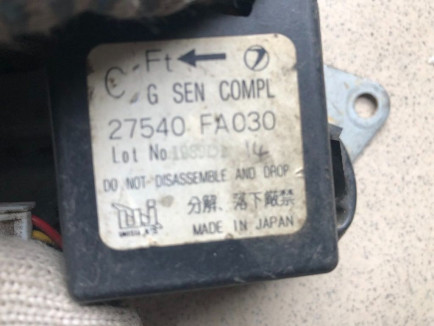 Ft
G SEN COMPL
27540 FA030
Lot No 14
DO NOT DISASSEMBLE AND DROP
分解、落下厳禁
MADE IN JAPAN